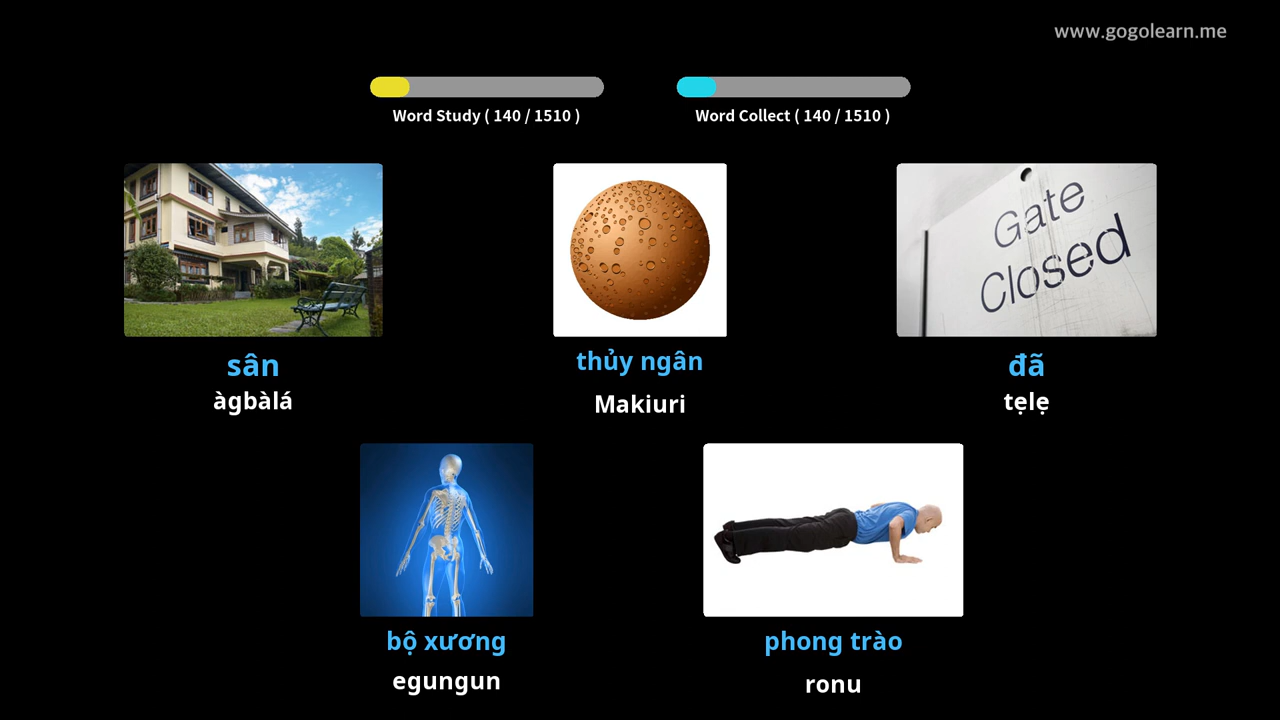 www.gogolearn.me
Word Study ( 140 / 1510 )
Word Collect ( 140 / 1510 )
Gate
Closed
sân
àgbàlá
thủy ngân
Makiuri
đã
tẹlẹ
bộ xương
egungun
phong trào
ronu